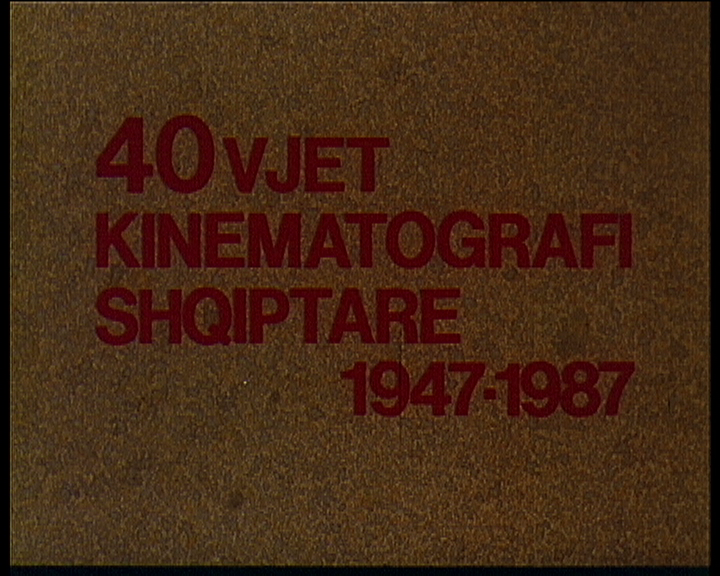 40 VJET
KINEMATOGRAFI
SHQIPTARE
1947-1987